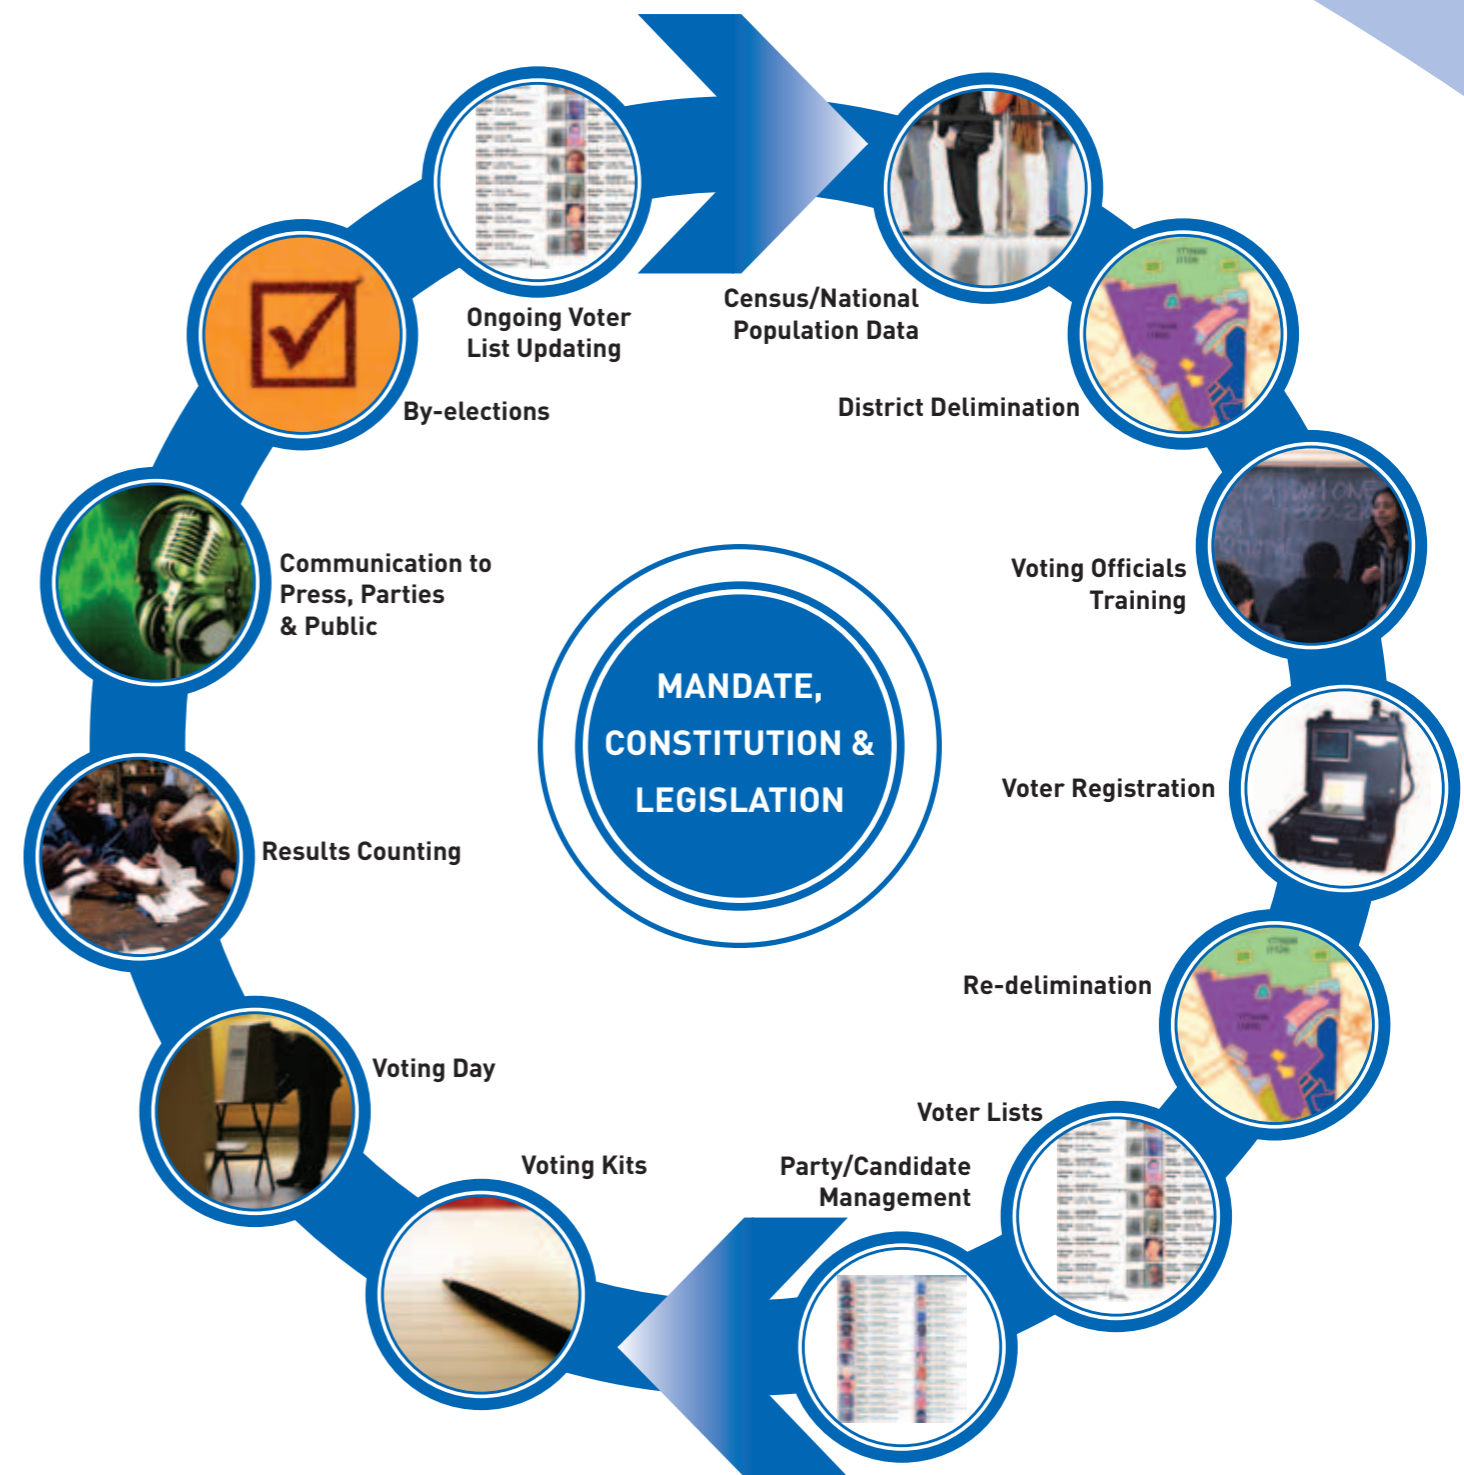 Ongoing Voter
List Updating
Census/National
Population Data
By-elections
District Delimination
Communication to
Press, Parties
& Public
Voting Officials
Training
MANDATE,
CONSTITUTION &
LEGISLATION
Voter Registration
Results Counting
Re-delimination
Voting Day
Voter Lists
Voting Kits
Party/Candidate
Management